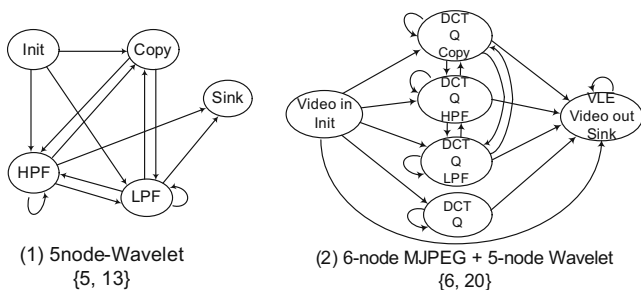 Init
Copy
Sink
HPF
LPF
(1) 5node-Wavelet
{5, 13}
DCT
Q
Copy
DCT
Q
HPF
Video in
Init
DCT
Q
LPF
DCT
Q
VLE
Video out
Sink
(2) 6-node MJPEG + 5-node Wavelet
{6, 20}